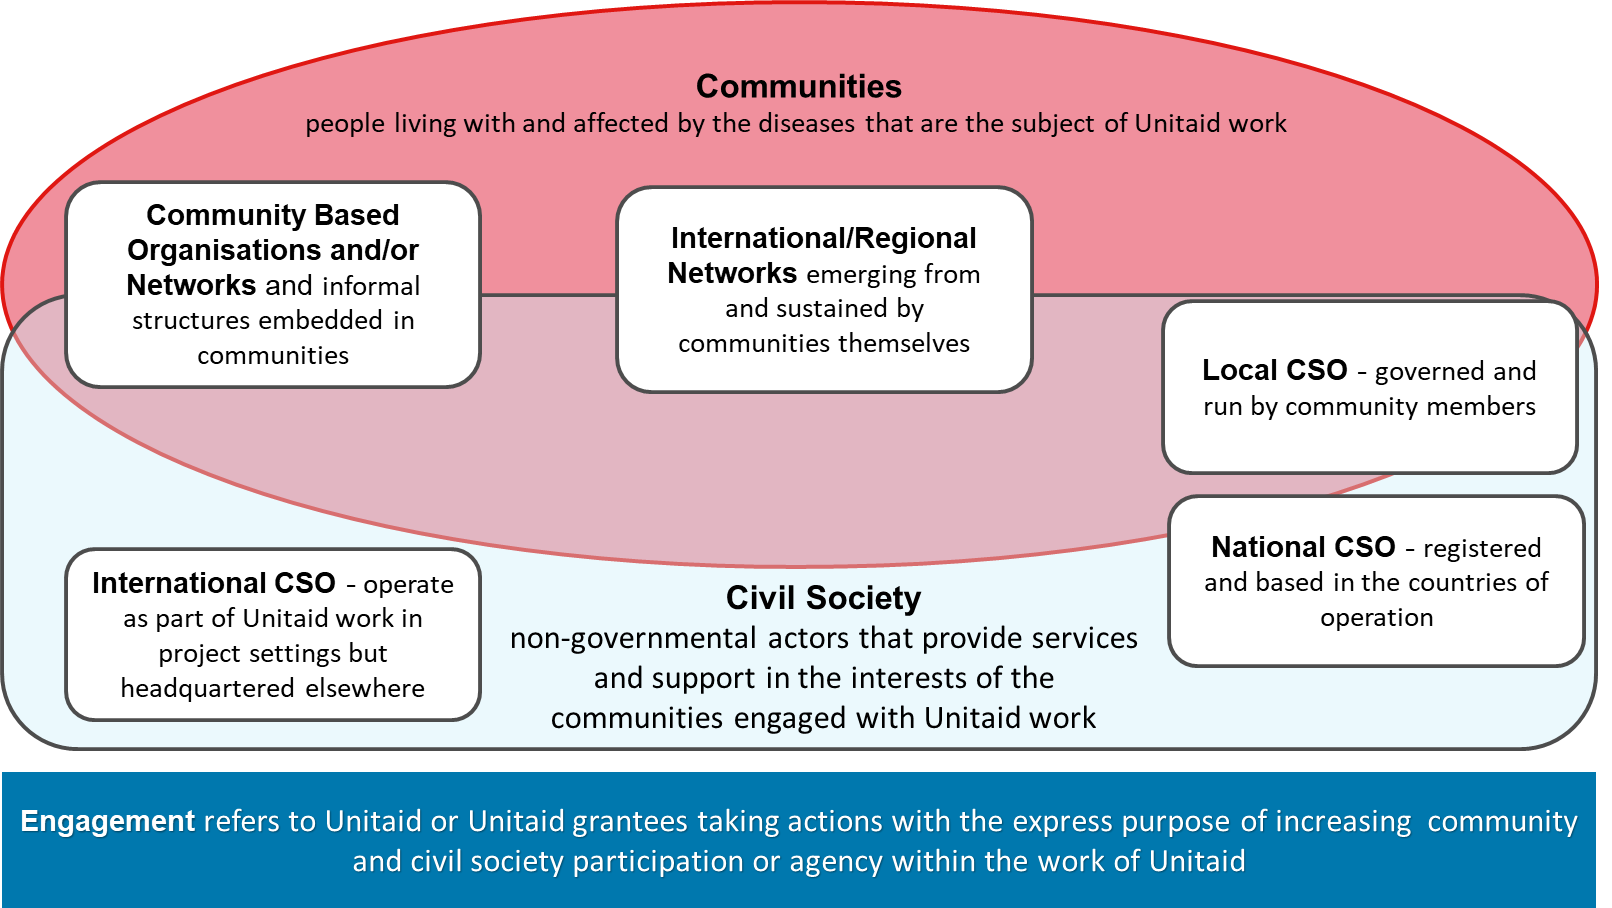 Communities
people living with and affected by the diseases that are the subject of Unitaid work
Community Based
Organisations and/or
Networks and informal
structures embedded in
communities
International/Regional
Networks emerging from
and sustained by
communities themselves
Local CSO - governed and
run by community members
National CSO - registered
and based in the countries of
operation
International CSO - operate
as part of Unitaid work in
project settings but
headquartered elsewhere
Civil Society
non-governmental actors that provide services
and support in the interests of the
communities engaged with Unitaid work
Engagement refers to Unitaid or Unitaid grantees taking actions with the express purpose of increasing community
and civil society participation or agency within the work of Unitaid